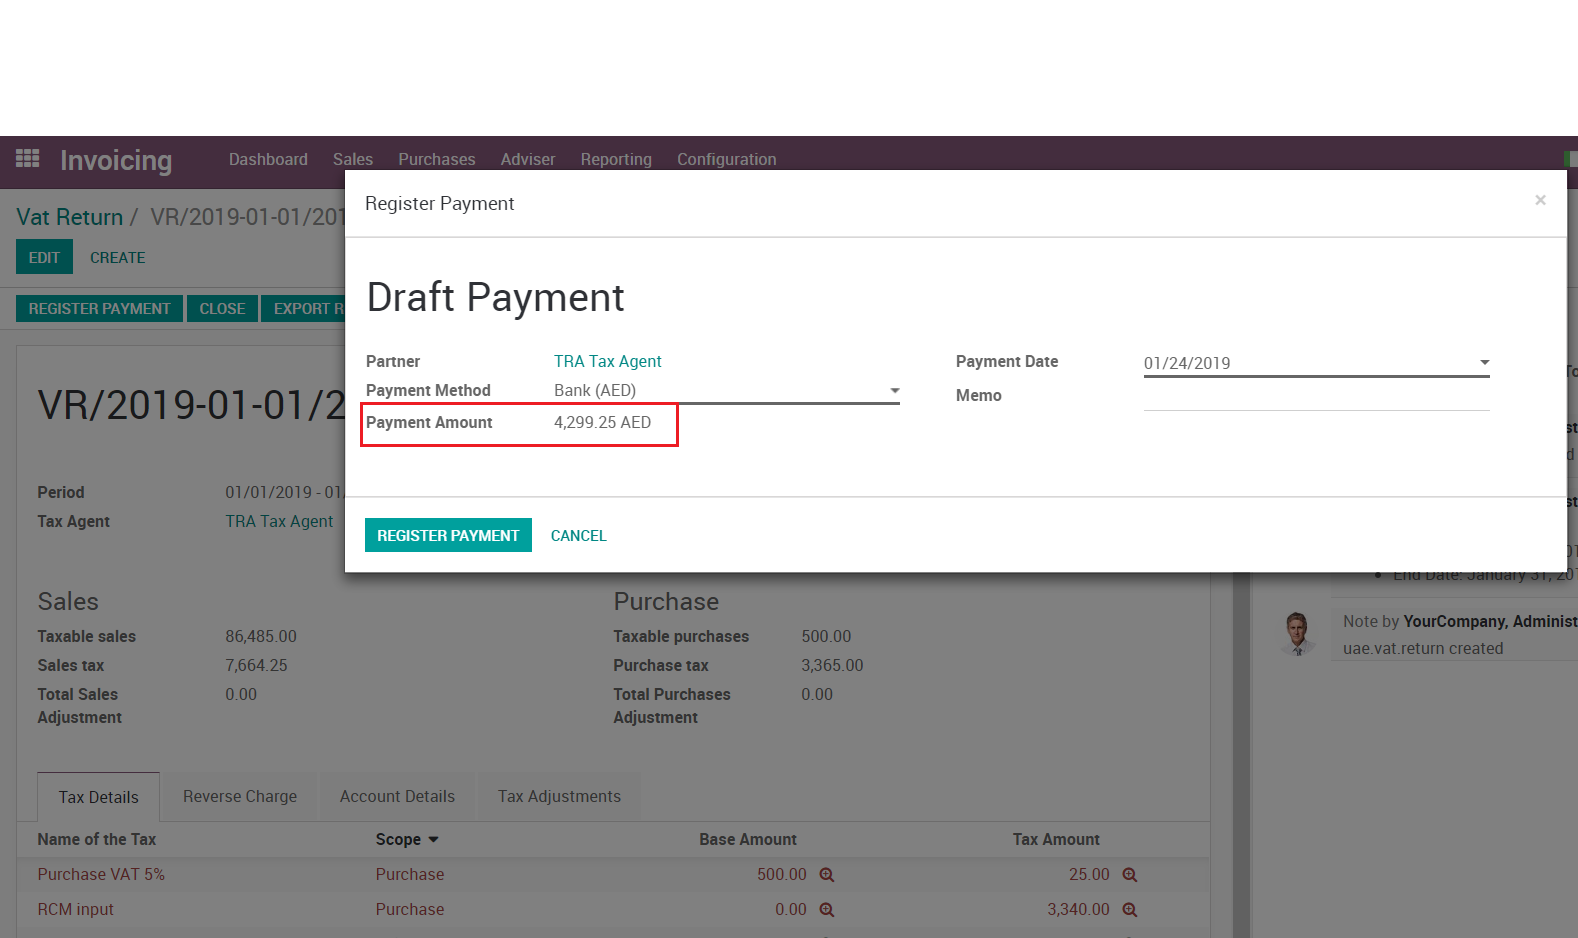 Invoicing Dashboard Sales Purchases Adviser Reporting Configuration
Vat Return / VR/2019-01-01/201
EDIT CREATE
REGISTER PAYMENT CLOSE EXPORT R
VR/2019-01-01/2
Period 01/01/2019 - 01/
Tax Agent TRA Tax Agent
Register Payment ×
Draft Payment
Partner TRA Tax Agent
Payment Method Bank (AED)
Payment Amount 4,299.25 AED
Payment Date 01/24/2019
Memo
REGISTER PAYMENT CANCEL
Sales
Taxable sales 86,485.00
Sales tax 7,664.25
Total Sales Adjustment 0.00
Purchase
Taxable purchases 500.00
Purchase tax 3,365.00
Total Purchases Adjustment 0.00
Tax Details Reverse Charge Account Details Tax Adjustments
Name of the Tax Scope Base Amount Tax Amount
Purchase VAT 5% Purchase 500.00 25.00
RCM input Purchase 0.00 3,340.00
End Date: January 31, 201
Note by YourCompany, Administ
uae.vat.return created